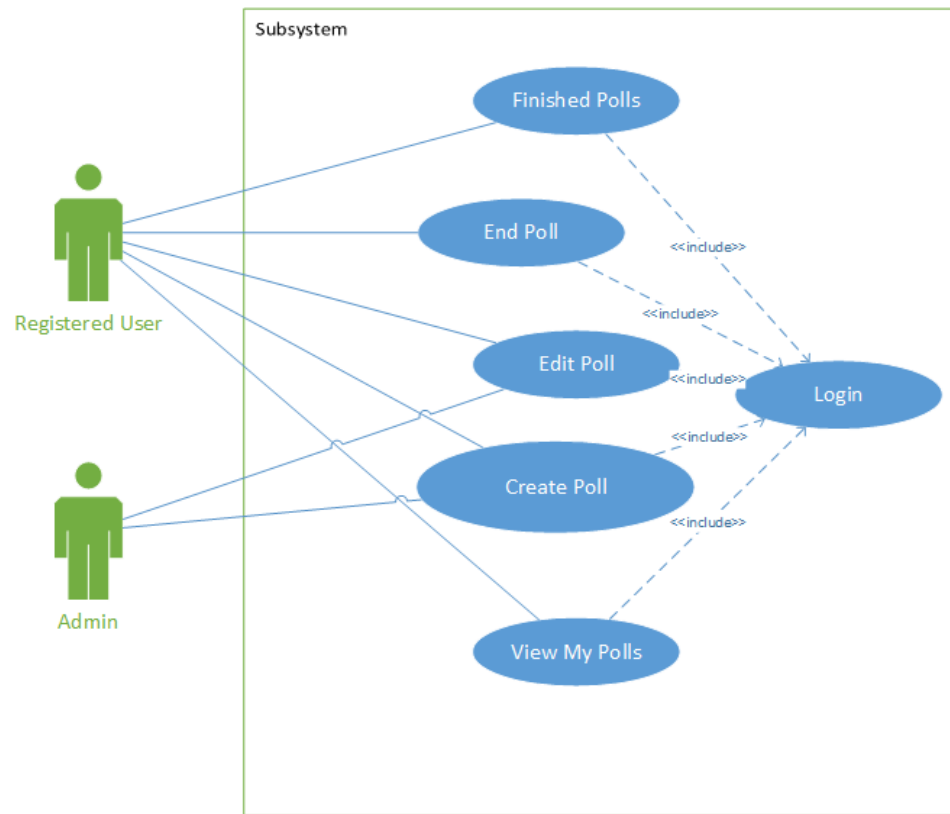 Subsystem
Finished Polls
End Poll
<<include>>
Registered User
<<include>>
Edit Poll
<<include>>
Login
<<include>>
Create Poll
<<include>>
Admin
View My Polls